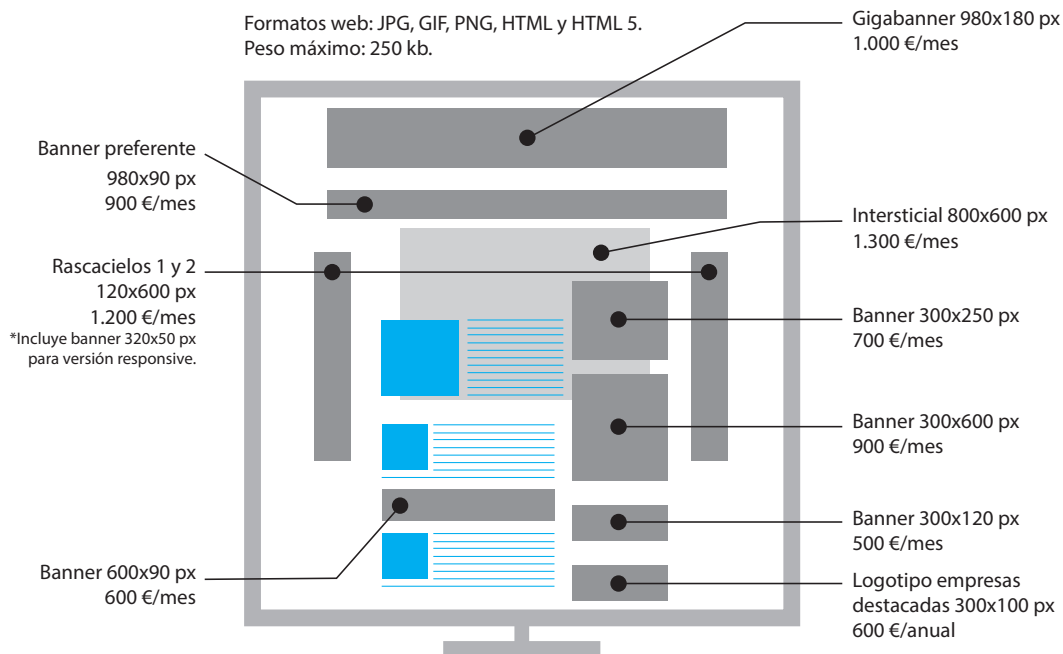 Formatos web: JPG, GIF, PNG, HTML y HTML 5.
Peso máximo: 250 kb.
Gigabanner 980x180 px
1.000 €/mes
Banner preferente
980x90 px
900 €/mes
Intersticial 800x600 px
1.300 €/mes
Rascacielos 1 y 2
120x600 px
1.200 €/mes
*Incluye banner 320x50 px
para versión responsive.
Banner 300x250 px
700 €/mes
Banner 300x600 px
900 €/mes
Banner 300x120 px
500 €/mes
Banner 600x90 px
600 €/mes
Logotipo empresas
destacadas 300x100 px
600 €/anual